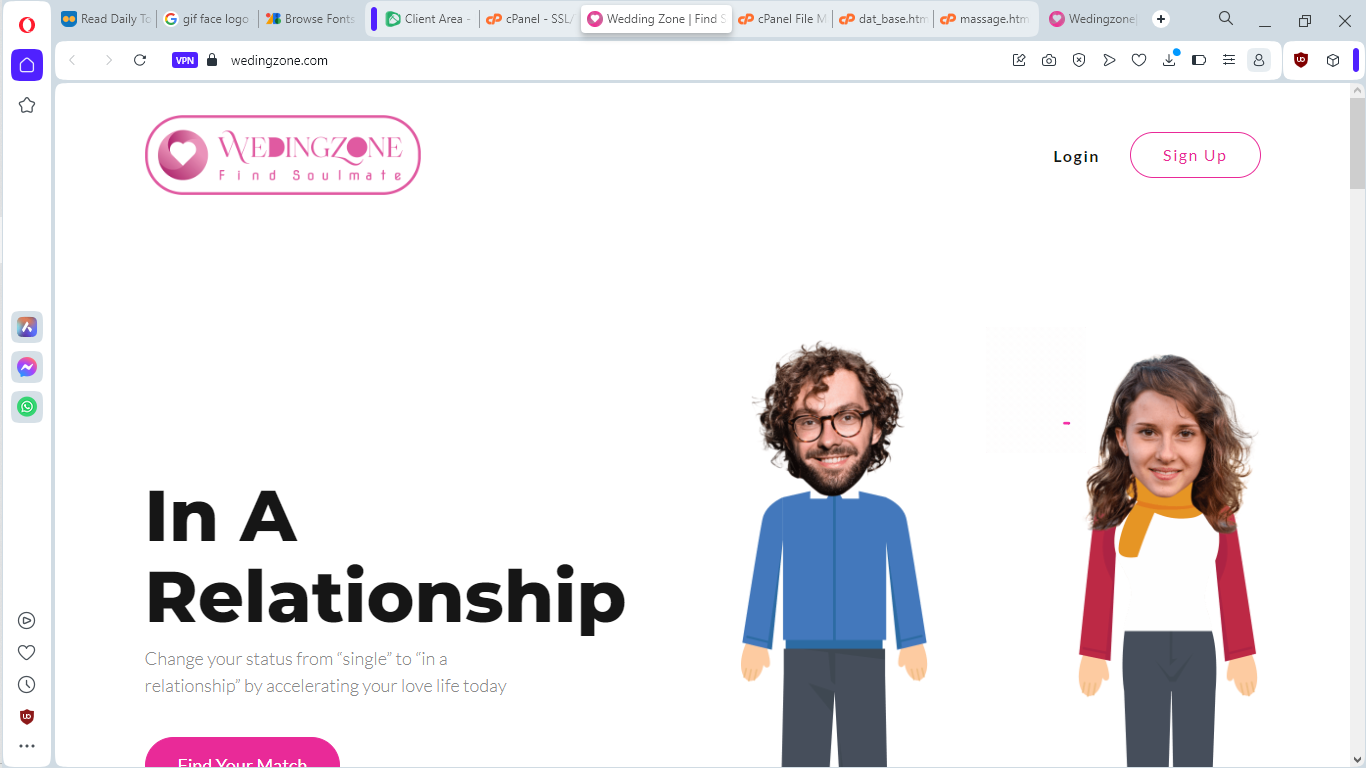 Read Daily To
gif face logo
Browse Fonts
Client Area -
cPanel - SSL/
Wedding Zone | Find S
cPanel File M
dat_base.htm
massage.htm
Wedingzone|
VPN
wedingzone.com
WEDINGZONE
Find Soulmate
Login
Sign Up
In A
Relationship
Change your status from “single” to “in a
relationship” by accelerating your love life today
Find Your Match